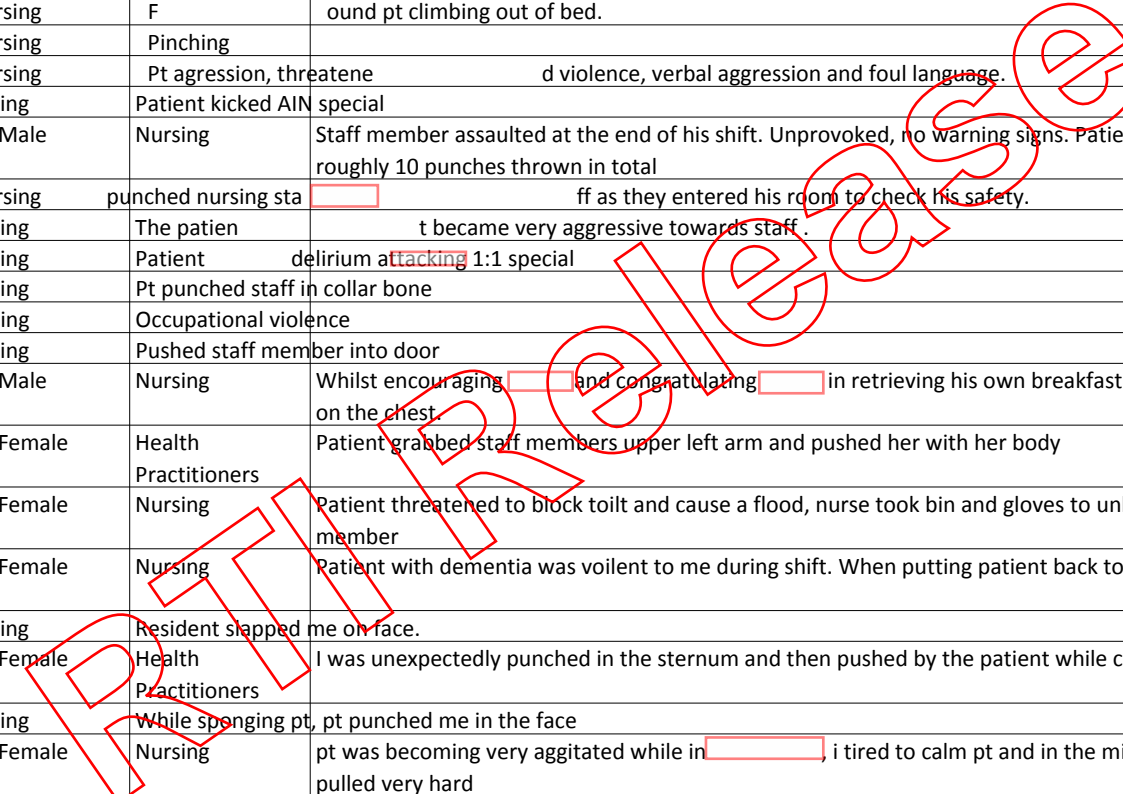 rsing F ound pt climbing out of bed.
rsing Pinching
rsing Pt agression, threatene d violence, verbal aggression and foul language.
ing Patient kicked AIN special
Male Nursing Staff member assaulted at the end of his shift. Unprovoked, no warning signs. Patie
roughly 10 punches thrown in total
rsing punched nursing sta ff as they entered his room to check his safety.
ing The patien t became very aggressive towards staff .
ing Patient delirium attacking 1:1 special
ing Pt punched staff in collar bone
ing Occupational violence
ing Pushed staff member into door
Male Nursing Whilst encouraging and congratulating in retrieving his own breakfast
on the chest.
Female Health Patient grabbed staff members upper left arm and pushed her with her body
Practitioners
Female Nursing Patient threatened to block toilt and cause a flood, nurse took bin and gloves to unl
member
Female Nursing Patient with dementia was voilent to me during shift. When putting patient back to
ing Resident slapped me on face.
Female Health I was unexpectedly punched in the sternum and then pushed by the patient while c
Practitioners
ing While sponging pt, pt punched me in the face
Female Nursing pt was becoming very aggitated while in , i tired to calm pt and in the mi
pulled very hard
RTI Release